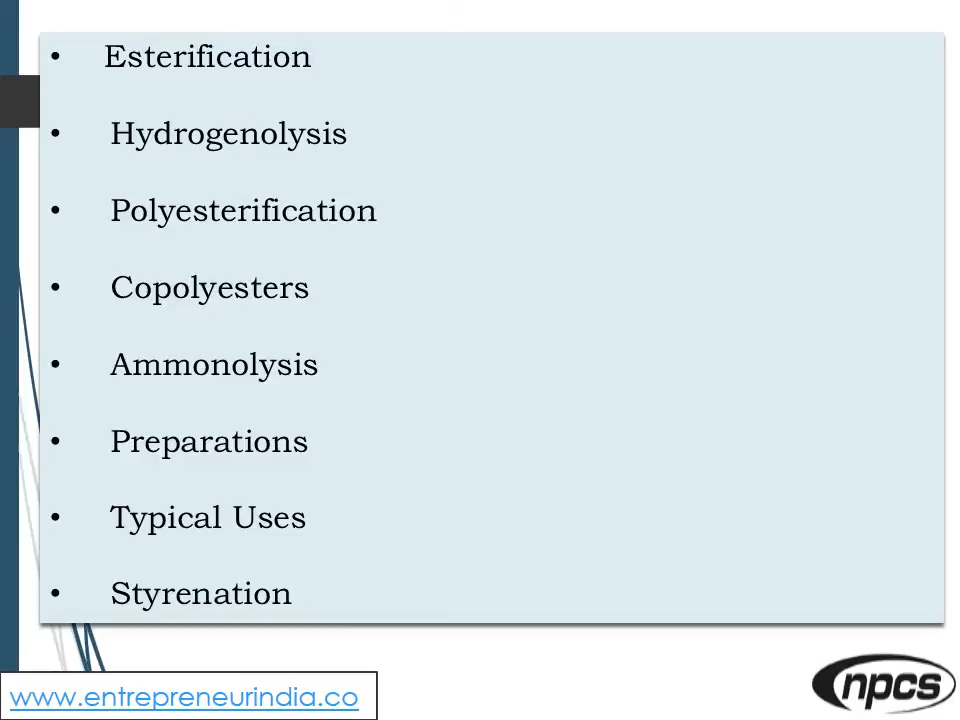 • Esterification
• Hydrogenolysis
• Polyesterification
• Copolyesters
• Ammonolysis
• Preparations
• Typical Uses
• Styrenation
www.entrepreneurindia.co
npcs